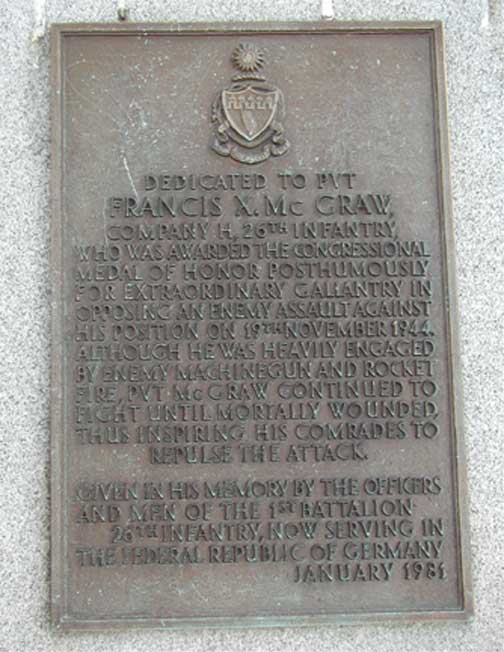 DEDICATED TO PVT
FRANCIS X. Mc GRAW,
COMPANY H, 26TH INFANTRY,
WHO WAS AWARDED THE CONGRESSIONAL
MEDAL OF HONOR POSTHUMOUSLY
FOR EXTRAORDINARY GALLANTRY IN
OPPOSING AN ENEMY ASSAULT AGAINST
HIS POSITION ON 19TH NOVEMBER 1944.
ALTHOUGH HE WAS HEAVILY ENGAGED
BY ENEMY MACHINEGUN AND ROCKET
FIRE, PVT McGRAW CONTINUED TO
FIGHT UNTIL MORTALLY WOUNDED,
THUS INSPIRING HIS COMRADES TO
REPULSE THE ATTACK.
GIVEN IN HIS MEMORY BY THE OFFICERS
AND MEN OF THE 1ST BATTALION
26TH INFANTRY, NOW SERVING IN
THE FEDERAL REPUBLIC OF GERMANY
JANUARY 1981